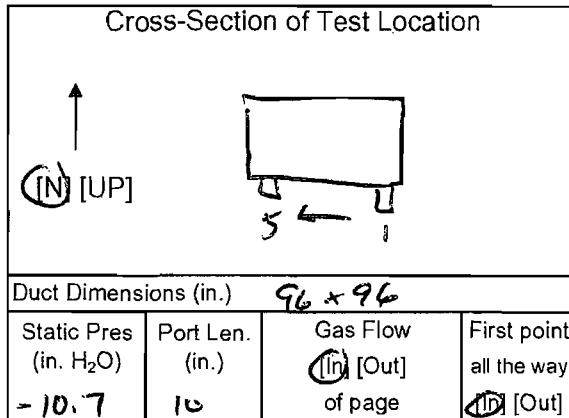 Cross-Section of Test Location
[N] [UP]
5 ← 1
Duct Dimensions (in.) 96 x 96
Static Pres (in. H₂O) -10.7
Port Len. (in.) 10
Gas Flow [In] [Out] of page
First point all the way [In] [Out]